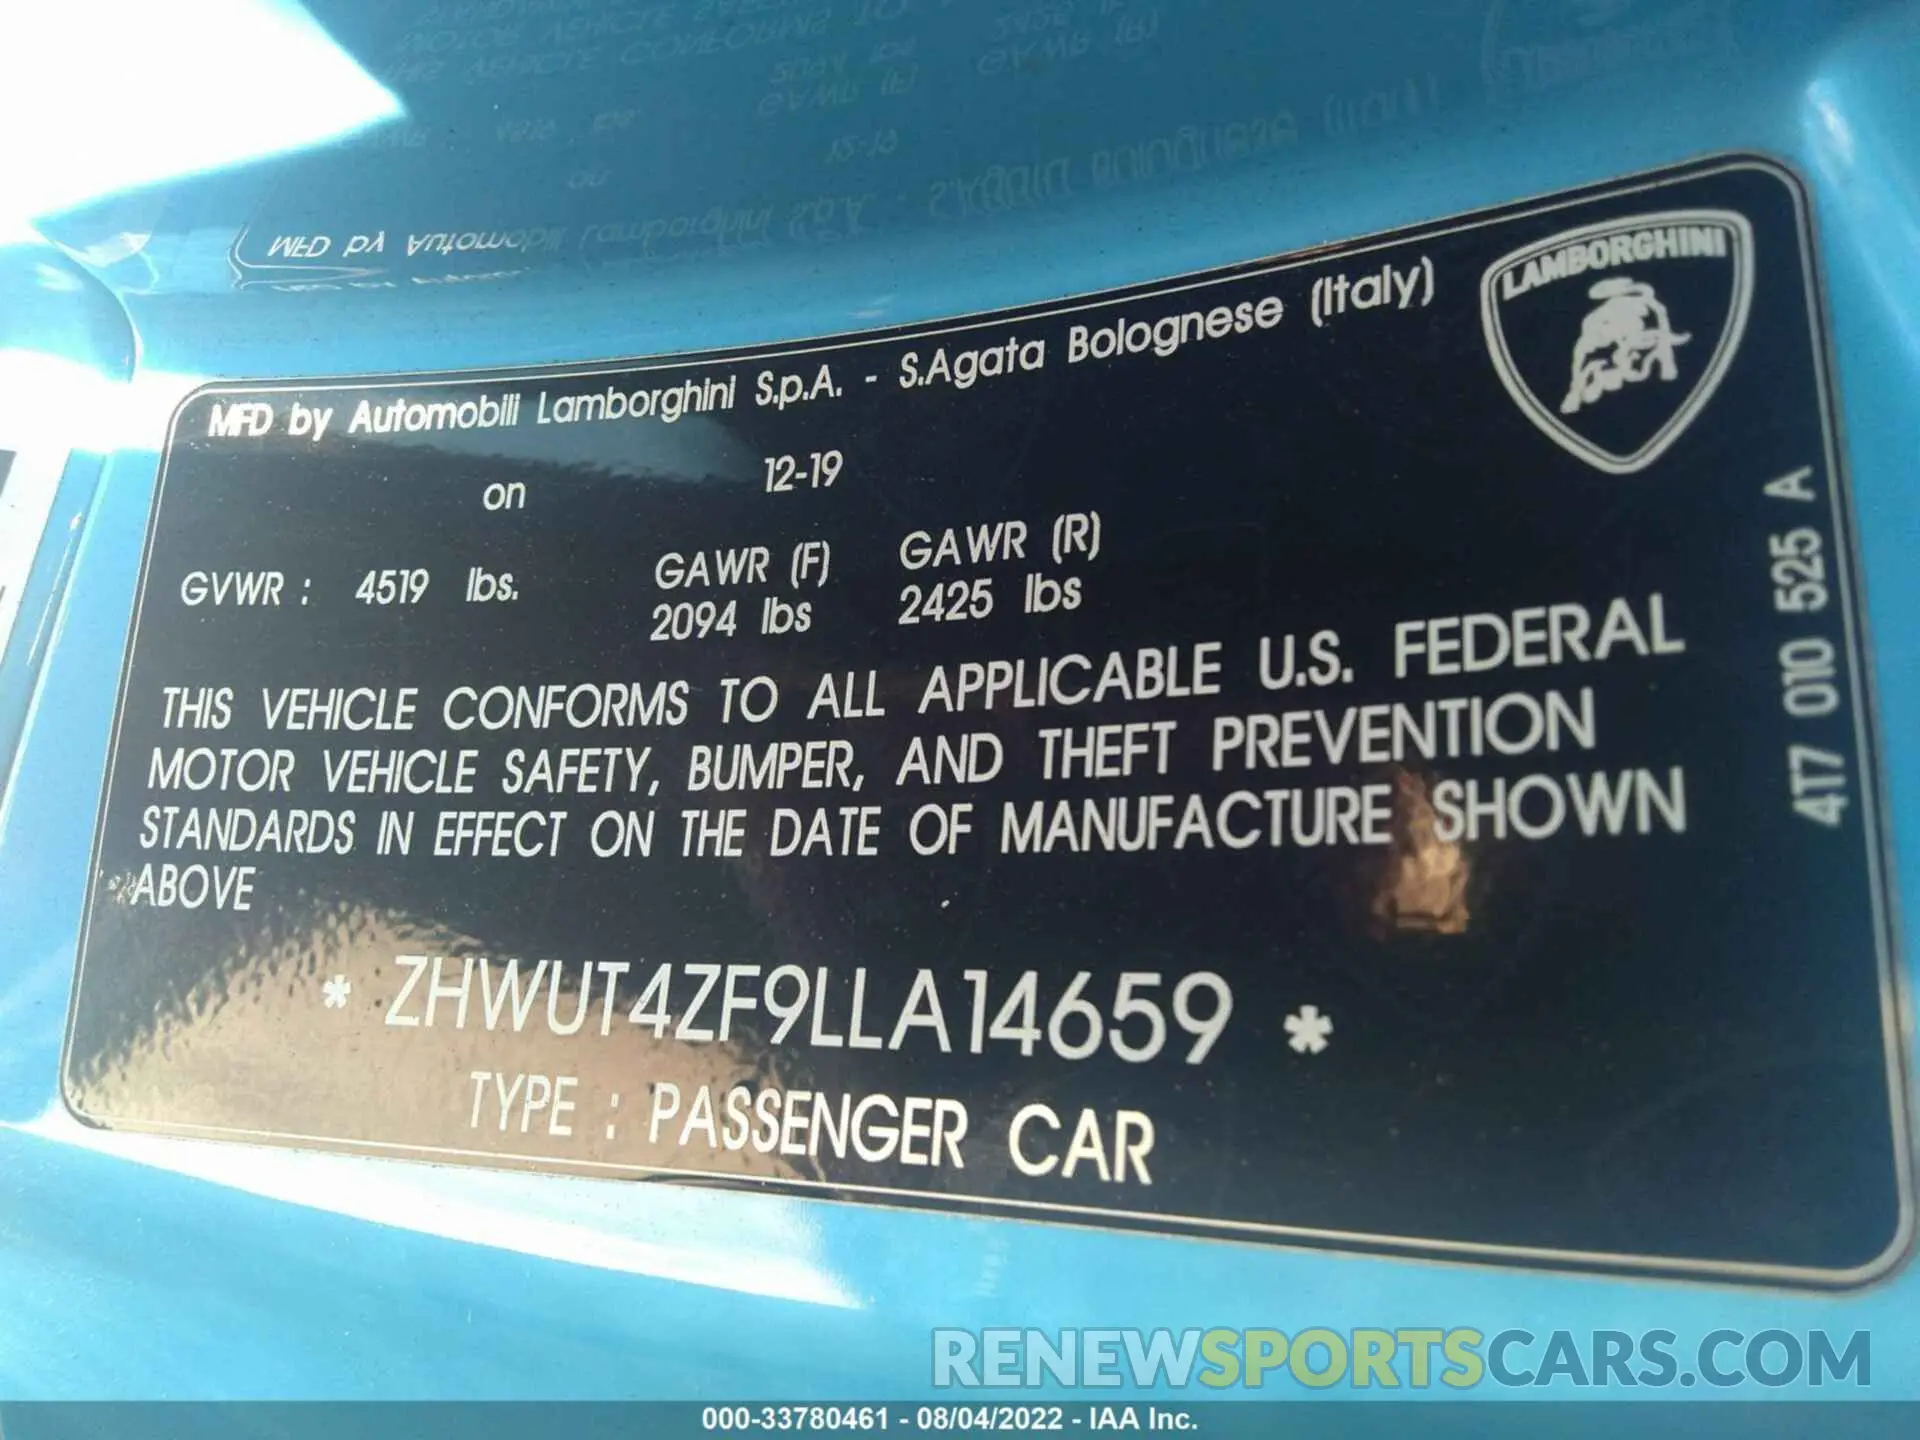 MFD by Automobili Lamborghini S.p.A. - S.Agata Bolognese (Italy)
LAMBORGHINI
on 12-19
GVWR : 4519 lbs. GAWR (F) GAWR (R)
2094 lbs 2425 lbs
THIS VEHICLE CONFORMS TO ALL APPLICABLE U.S. FEDERAL
MOTOR VEHICLE SAFETY, BUMPER, AND THEFT PREVENTION
STANDARDS IN EFFECT ON THE DATE OF MANUFACTURE SHOWN
ABOVE
* ZHWUT4ZF9LLA14659 *
TYPE : PASSENGER CAR
4T7 010 525 A
RENEWSPORTSCARS.COM
000-33780461 - 08/04/2022 - IAA Inc.